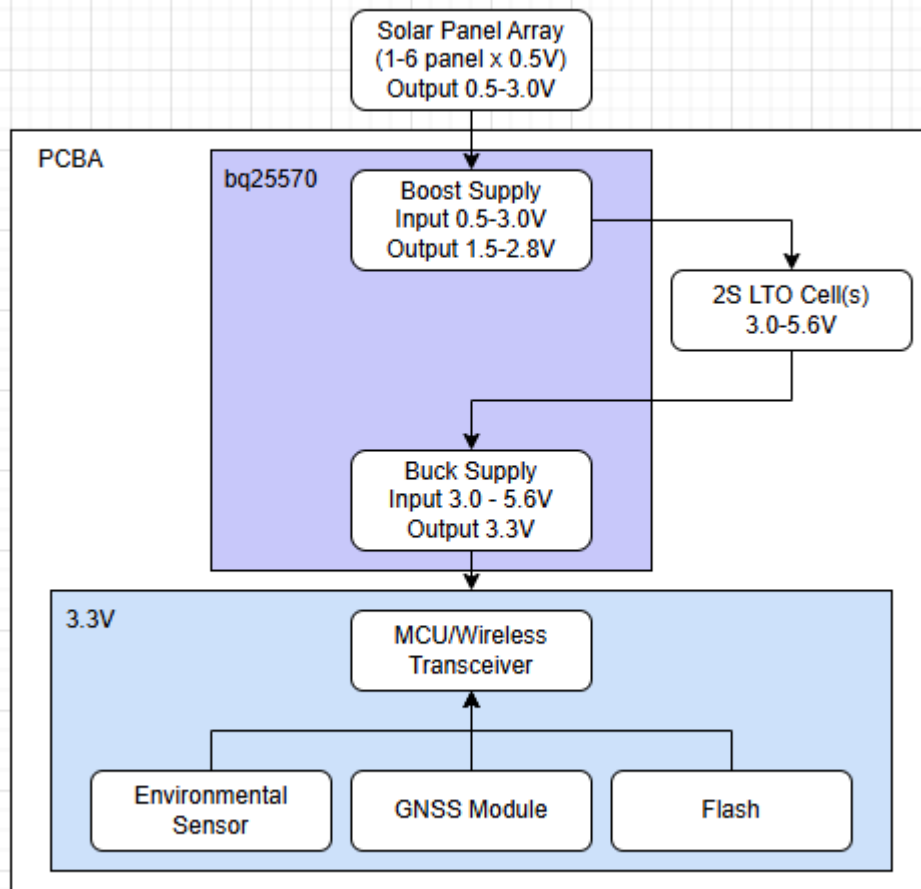 Solar Panel Array
(1-6 panel x 0.5V)
Output 0.5-3.0V
PCBA
bq25570
Boost Supply
Input 0.5-3.0V
Output 1.5-2.8V
2S LTO Cell(s)
3.0-5.6V
Buck Supply
Input 3.0 - 5.6V
Output 3.3V
3.3V
MCU/Wireless
Transceiver
Environmental
Sensor
GNSS Module
Flash